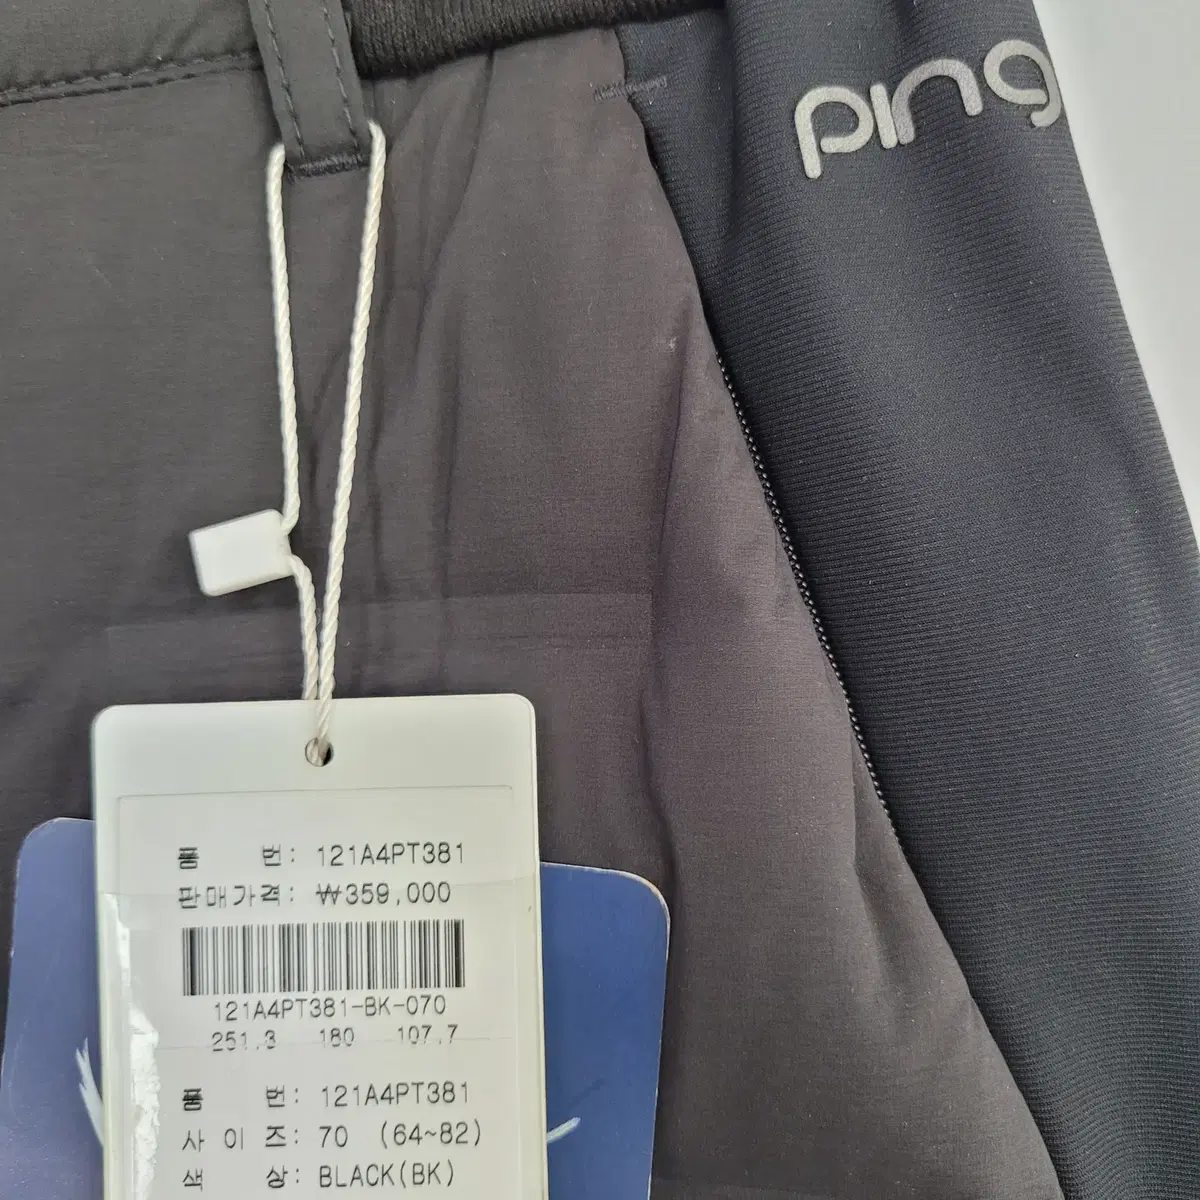 ping
품 번: 121A4PT381
판매가격: ₩359,000
121A4PT381-BK-070
251.3 180 107.7
품 번: 121A4PT381
사 이 즈: 70 (64~82)
색 상: BLACK(BK)